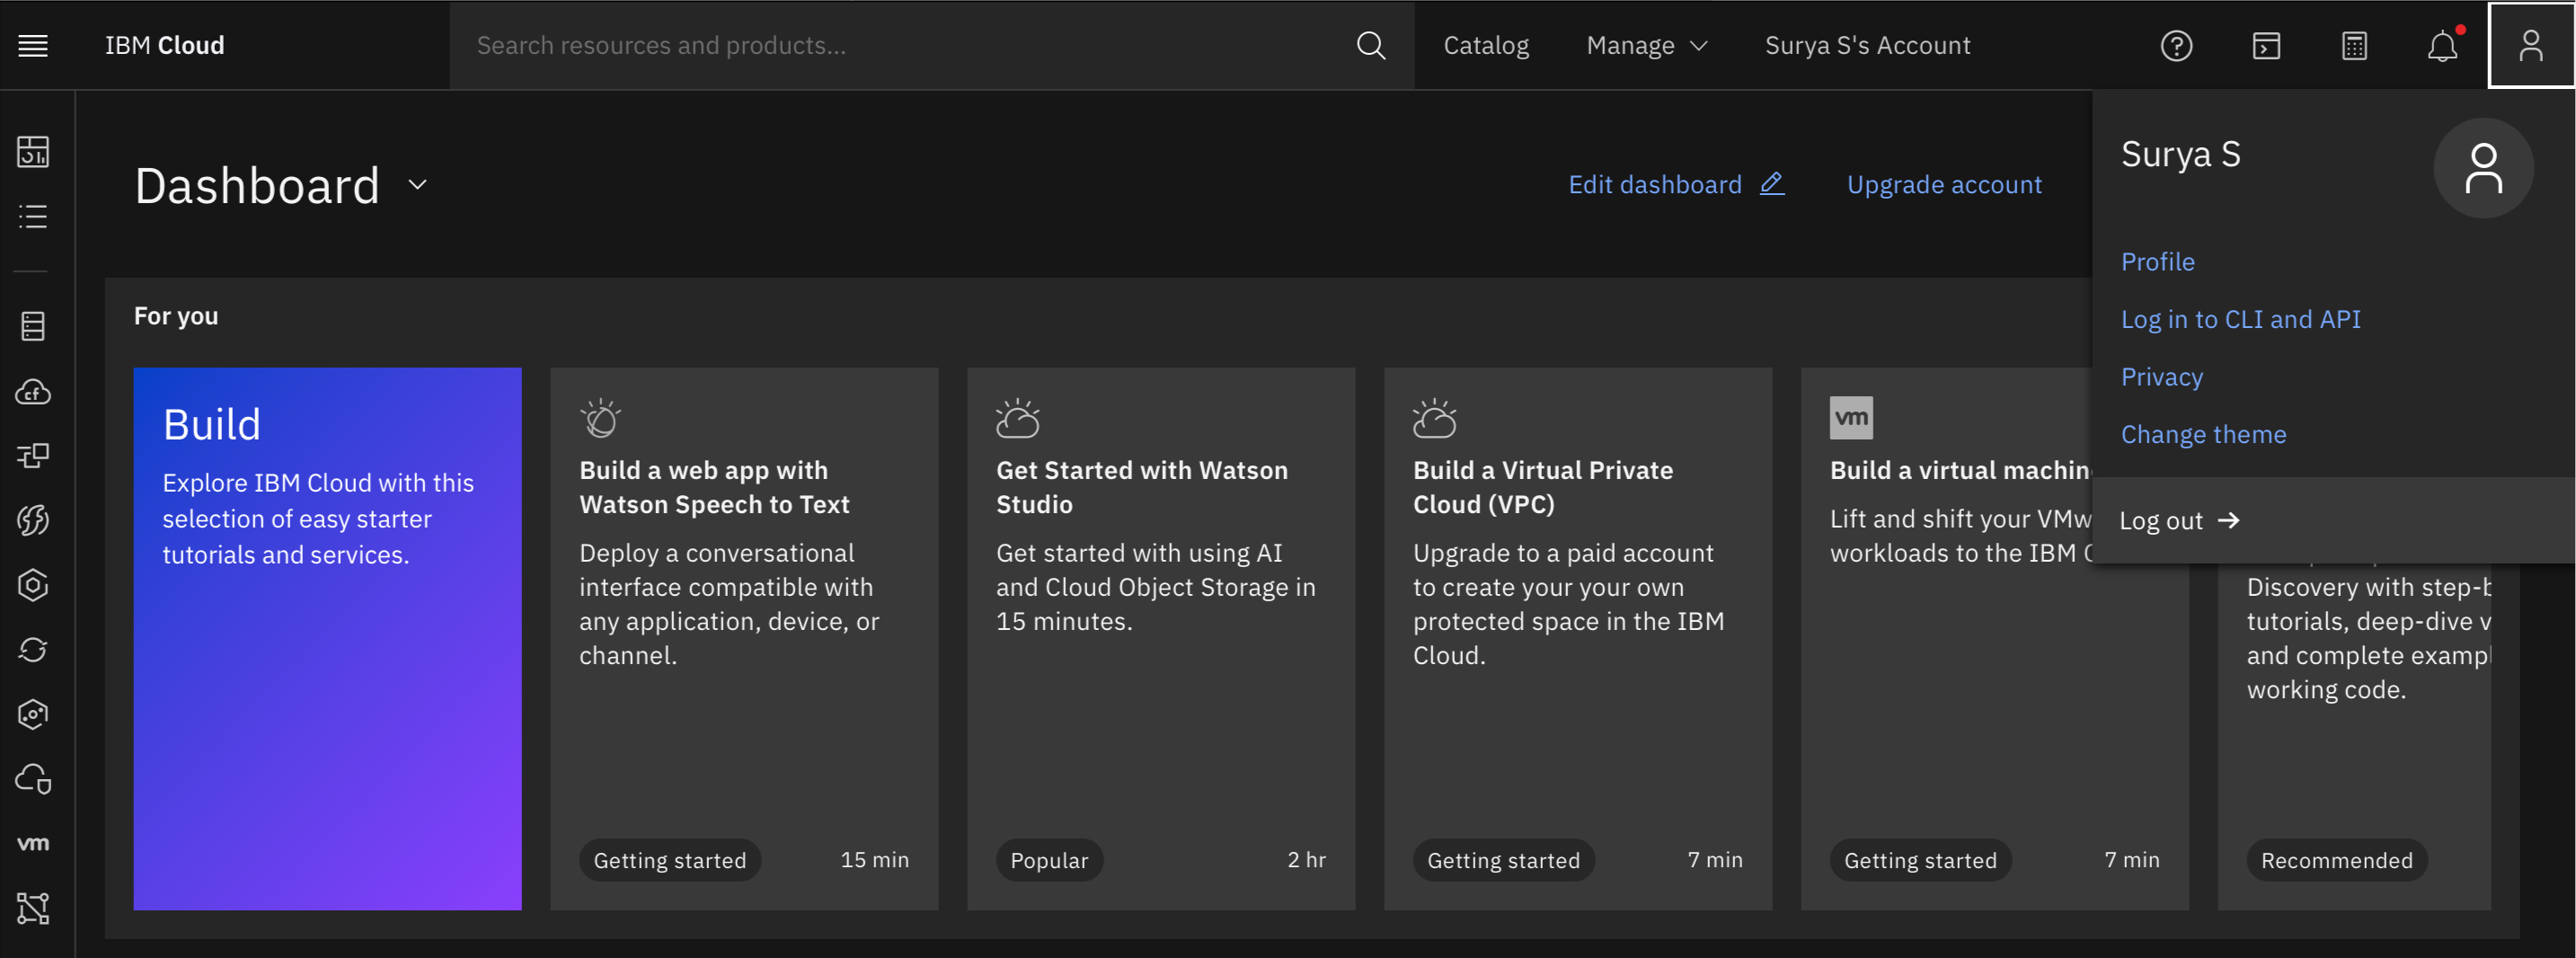 IBM Cloud
Search resources and products...
Catalog
Manage
Surya S's Account
Dashboard
Edit dashboard
Upgrade account
Surya S
Profile
Log in to CLI and API
Privacy
Change theme
Log out
For you
Build
Explore IBM Cloud with this
selection of easy starter
tutorials and services.
Build a web app with
Watson Speech to Text
Deploy a conversational
interface compatible with
any application, device, or
channel.
Getting started
15 min
Get Started with Watson
Studio
Get started with using AI
and Cloud Object Storage in
15 minutes.
Popular
2 hr
Build a Virtual Private
Cloud (VPC)
Upgrade to a paid account
to create your your own
protected space in the IBM
Cloud.
Getting started
7 min
vm
Build a virtual machin
Lift and shift your VMw
workloads to the IBM
Getting started
7 min
Discovery with step-b
tutorials, deep-dive v
and complete exampl
working code.
Recommended
cf
vm